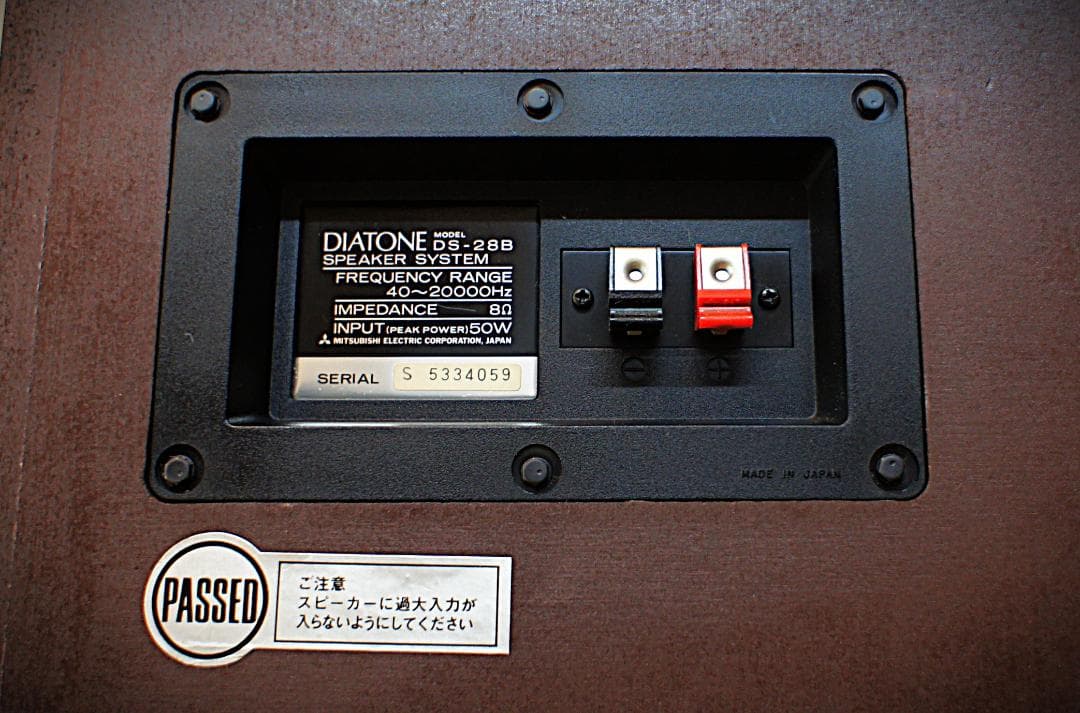 DIATONE MODEL DS-28B
SPEAKER SYSTEM
FREQUENCY RANGE
40～20000Hz
IMPEDANCE 8Ω
INPUT (PEAK POWER) 50W
MITSUBISHI ELECTRIC CORPORATION, JAPAN
SERIAL S 5334059
⊖ ⊕
MADE IN JAPAN
PASSED
ご注意
スピーカーに過大入力が
入らないようにしてください